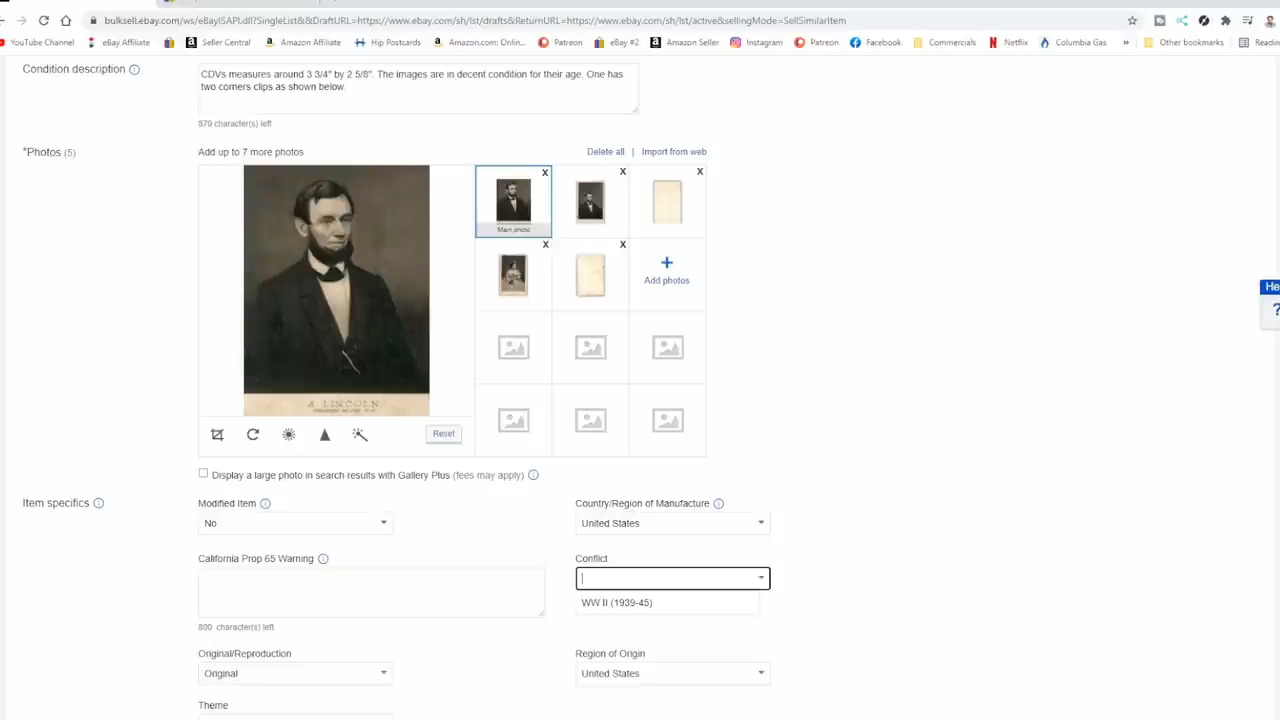 bulksell.ebay.com/ws/eBayISAPI.dll?SingleList&&DraftURL=https://www.ebay.com/sh/lst/drafts&ReturnURL=https://www.ebay.com/sh/lst/active&sellingMode=SellSimilarItem
YouTube Channel eBay Affiliate Seller Central Amazon Affiliate Hip Postcards Amazon.com: Onlin... Patreon eBay #2 Amazon Seller Instagram Patreon Facebook Commercials Netflix Columbia Gas » Other bookmarks Readin
Condition description
CDVs measures around 3 3/4" by 2 5/8". The images are in decent condition for their age. One has
two corners clips as shown below.
870 character(s) left
*Photos (5)
Add up to 7 more photos
Delete all | Import from web
X X X
Main photo
X X
+
Add photos
A LINCOLN
Reset
He
?
Display a large photo in search results with Gallery Plus (fees may apply)
Item specifics
Modified Item
Country/Region of Manufacture
No
United States
California Prop 65 Warning
Conflict
WW II (1939-45)
800 character(s) left
Original/Reproduction
Region of Origin
Original
United States
Theme